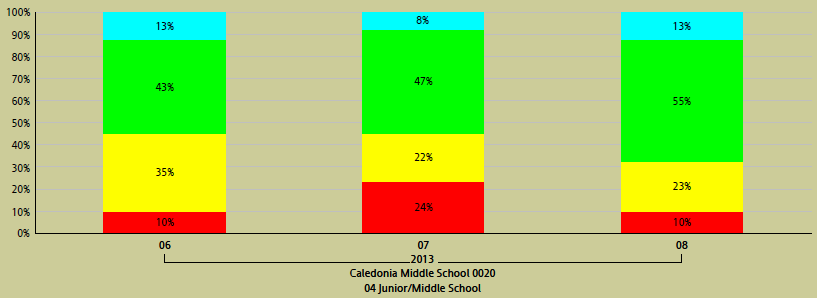 100%
90%
80%
70%
60%
50%
40%
30%
20%
10%
0%
13% 8% 13%
43% 47% 55%
35% 22% 23%
10% 24% 10%
06 07 08
2013
Caledonia Middle School 0020
04 Junior/Middle School